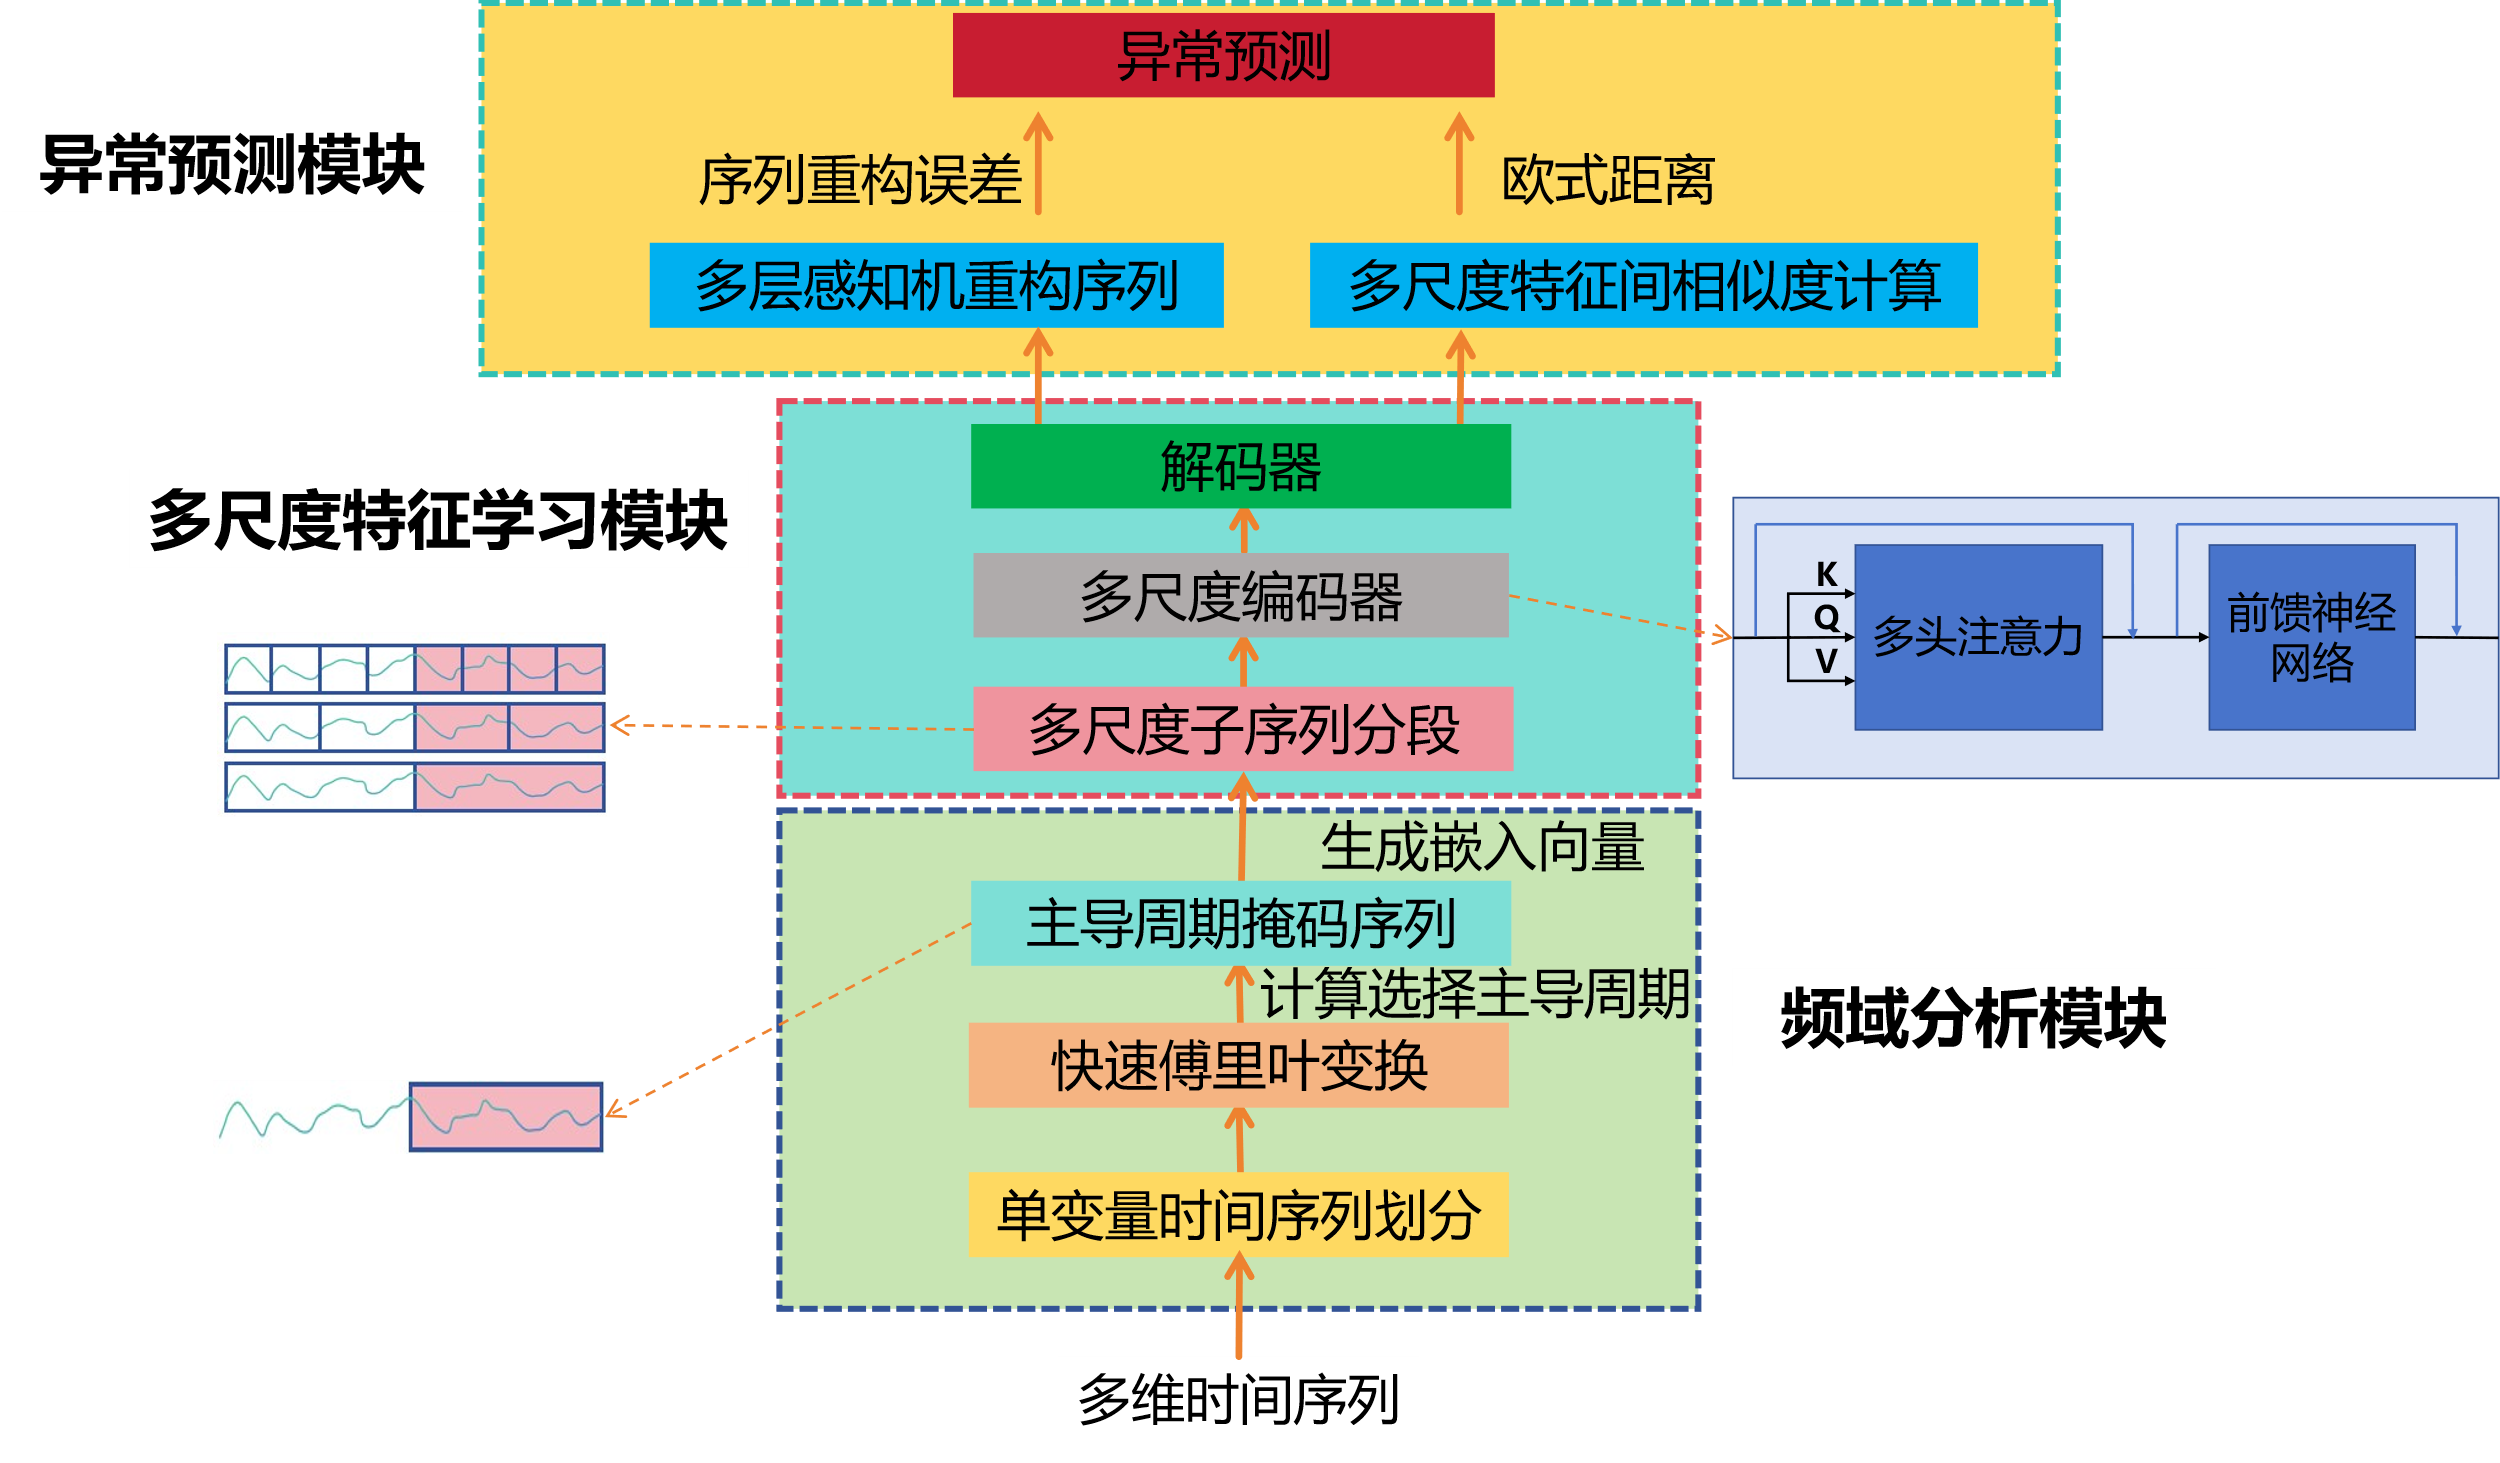 异常预测
异常预测模块
序列重构误差
欧式距离
多层感知机重构序列
多尺度特征间相似度计算
解码器
多尺度特征学习模块
多尺度编码器
K
Q
V
多头注意力
前馈神经
网络
多尺度子序列分段
生成嵌入向量
主导周期掩码序列
计算选择主导周期
频域分析模块
快速傅里叶变换
单变量时间序列划分
多维时间序列